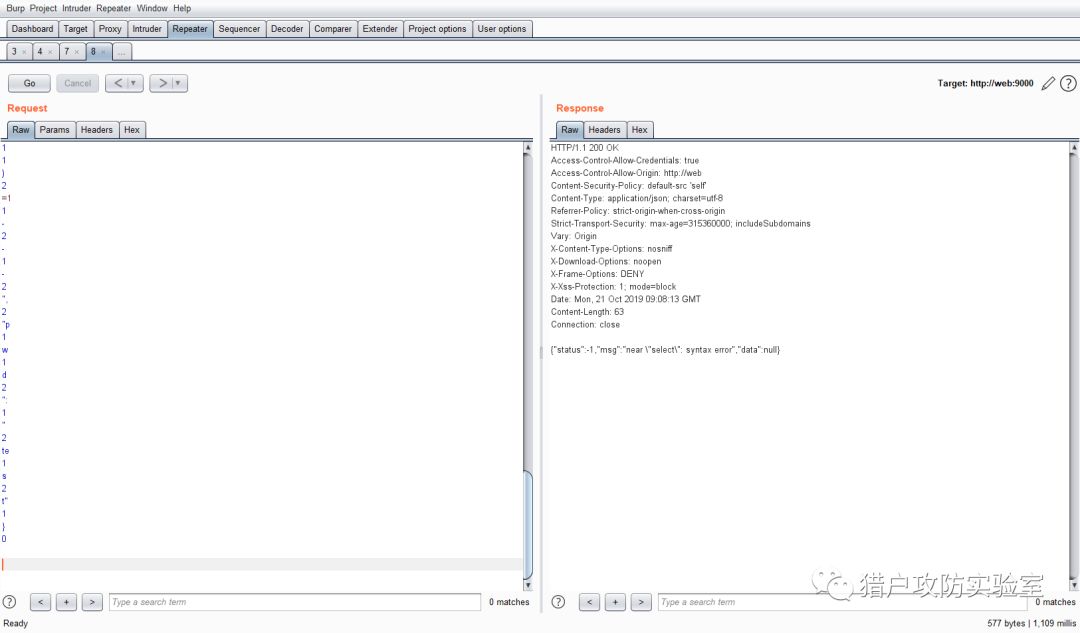 Burp Project Intruder Repeater Window Help
Dashboard Target Proxy Intruder Repeater Sequencer Decoder Comparer Extender Project options User options
3 × 4 × 7 × 8 × ...
Go Cancel < ▾ > ▾ Target: http://web:9000 ?
Request
Raw Params Headers Hex
1
1
)
2
=1
1
-
2
-
1
-
2
",
2
"p
1
w
1
d
2
":
1
"
2
te
1
s
2
t"
1
}
0
? < + > Type a search term 0 matches
Response
Raw Headers Hex
HTTP/1.1 200 OK
Access-Control-Allow-Credentials: true
Access-Control-Allow-Origin: http://web
Content-Security-Policy: default-src 'self'
Content-Type: application/json; charset=utf-8
Referrer-Policy: strict-origin-when-cross-origin
Strict-Transport-Security: max-age=315360000; includeSubdomains
Vary: Origin
X-Content-Type-Options: nosniff
X-Download-Options: noopen
X-Frame-Options: DENY
X-Xss-Protection: 1; mode=block
Date: Mon, 21 Oct 2019 09:08:13 GMT
Content-Length: 63
Connection: close
{"status":-1,"msg":"near \"select\": syntax error","data":null}
猎户攻防实验室
? < + > Type a search term 0 matches
Ready 577 bytes | 1,109 millis